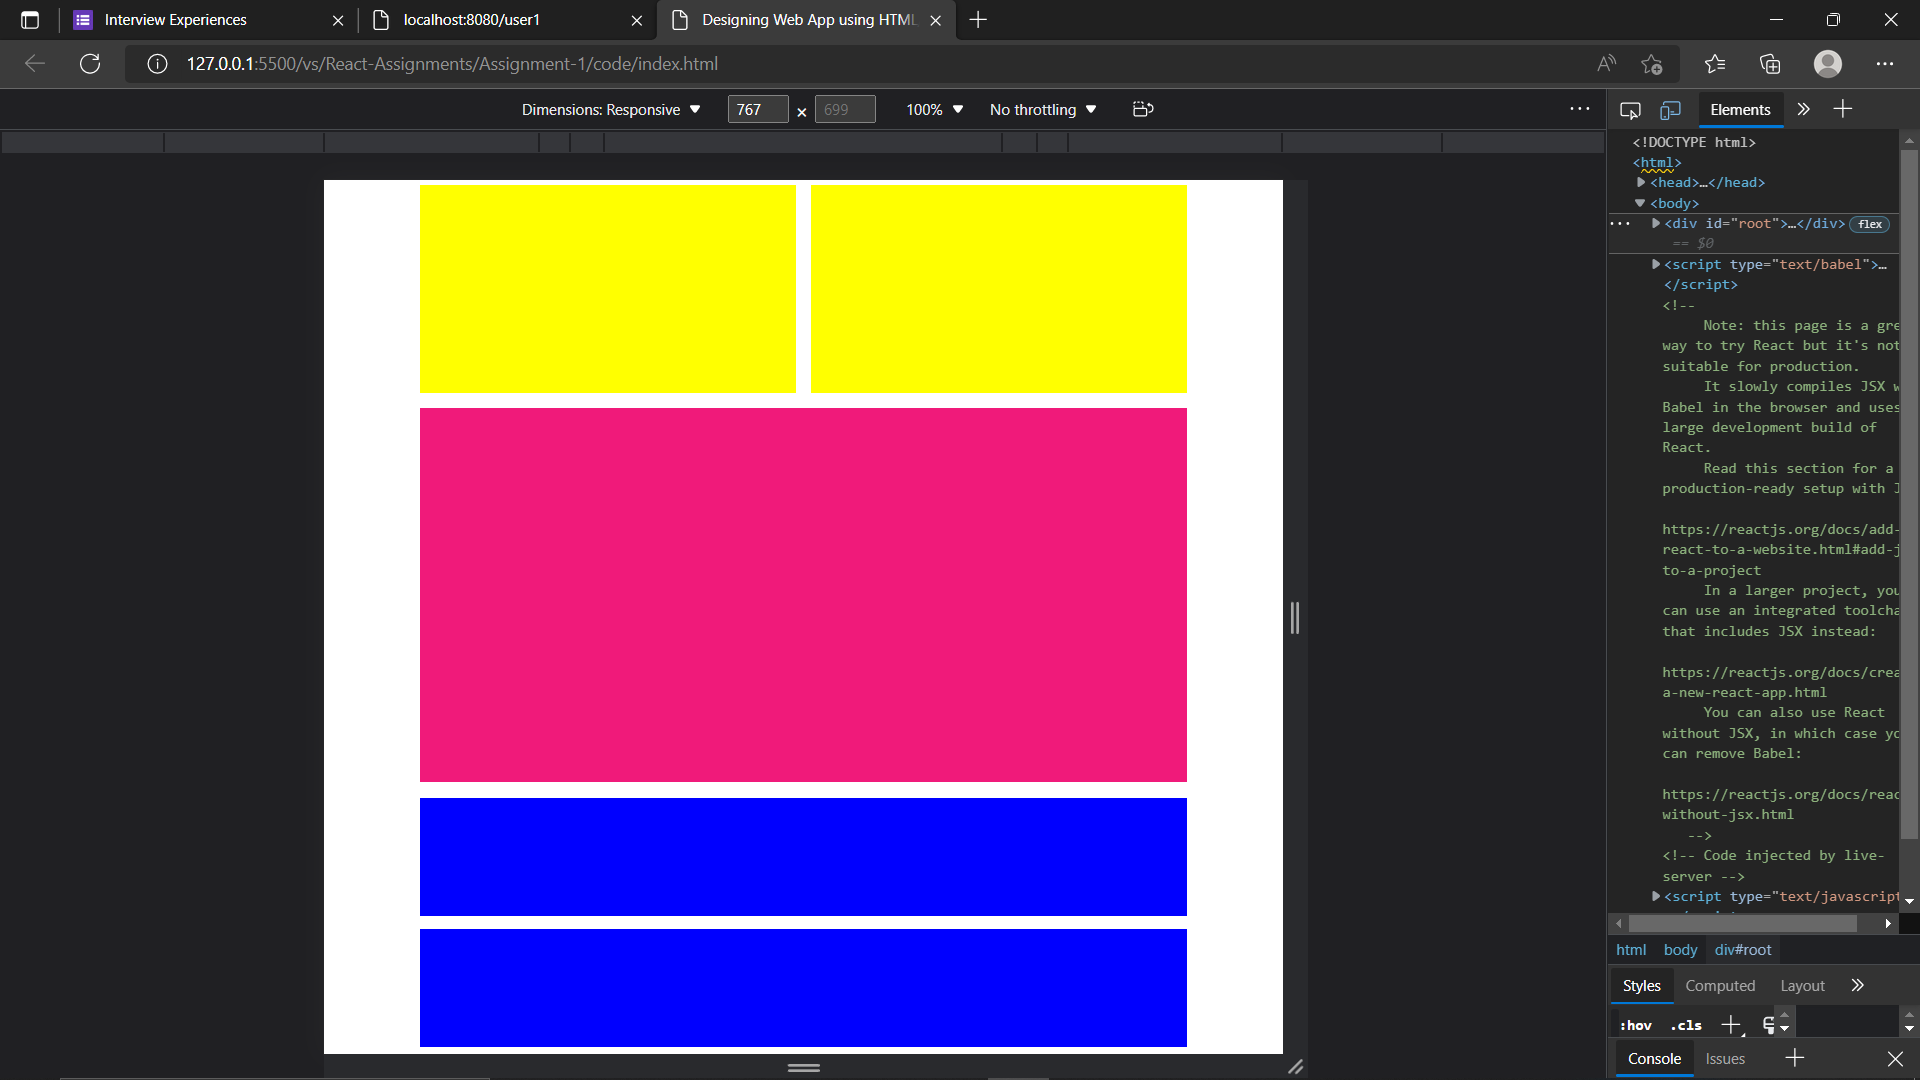 Interview Experiences
localhost:8080/user1
Designing Web App using HTML
127.0.0.1:5500/vs/React-Assignments/Assignment-1/code/index.html
Dimensions: Responsive
767 × 699
100%
No throttling
Elements
<!DOCTYPE html>
<html>
<head>…</head>
<body>
<div id="root">…</div> flex
== $0
<script type="text/babel">…
</script>
<!--
Note: this page is a gre
way to try React but it's not
suitable for production.
It slowly compiles JSX w
Babel in the browser and uses
large development build of
React.
Read this section for a
production-ready setup with J
https://reactjs.org/docs/add-
react-to-a-website.html#add-j
to-a-project
In a larger project, you
can use an integrated toolcha
that includes JSX instead:
https://reactjs.org/docs/crea
a-new-react-app.html
You can also use React
without JSX, in which case yo
can remove Babel:
https://reactjs.org/docs/reac
without-jsx.html
-->
<!-- Code injected by live-
server -->
<script type="text/javascript
html body div#root
Styles Computed Layout
:hov .cls
Console Issues